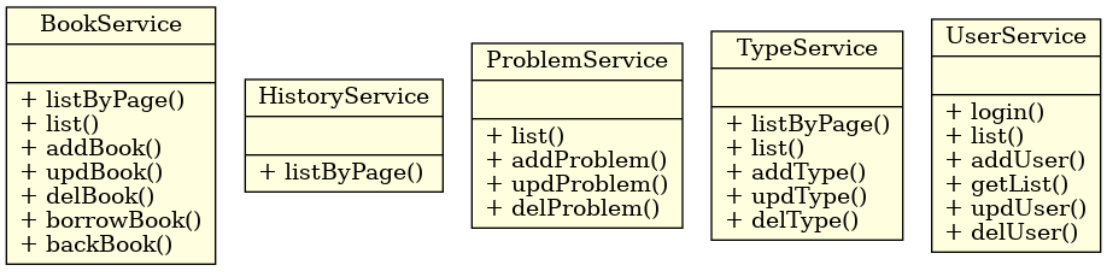 BookService
+ listByPage()
+ list()
+ addBook()
+ updBook()
+ delBook()
+ borrowBook()
+ backBook()
HistoryService
+ listByPage()
ProblemService
+ list()
+ addProblem()
+ updProblem()
+ delProblem()
TypeService
+ listByPage()
+ list()
+ addType()
+ updType()
+ delType()
UserService
+ login()
+ list()
+ addUser()
+ getList()
+ updUser()
+ delUser()